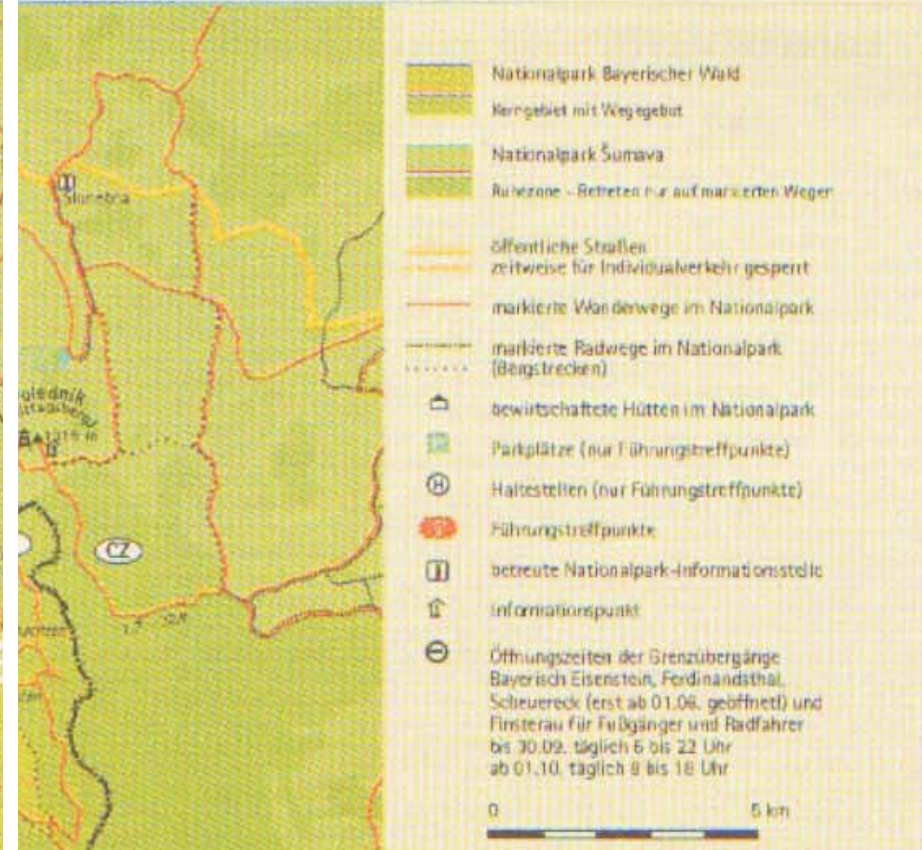 Nationalpark Bayerischer Wald
Kerngebiet mit Wegegebot
Nationalpark Šumava
Ruhezone - Betreten nur auf markierten Wegen
öffentliche Straßen
zeitweise für Individualverkehr gesperrt
markierte Wanderwege im Nationalpark
markierte Radwege im Nationalpark
(Bergstrecken)
bewirtschaftete Hütten im Nationalpark
Parkplätze (nur Führungstreffpunkte)
H Haltestellen (nur Führungstreffpunkte)
Führungstreffpunkte
betreute Nationalpark-Informationsstelle
Informationspunkt
Öffnungszeiten der Grenzübergänge
Bayerisch Eisenstein, Ferdinandsthal,
Scheuereck (erst ab 01.06. geöffnet) und
Finsterau für Fußgänger und Radfahrer
bis 30.09. täglich 6 bis 22 Uhr
ab 01.10. täglich 8 bis 18 Uhr
0 5 km
olednik
CZ